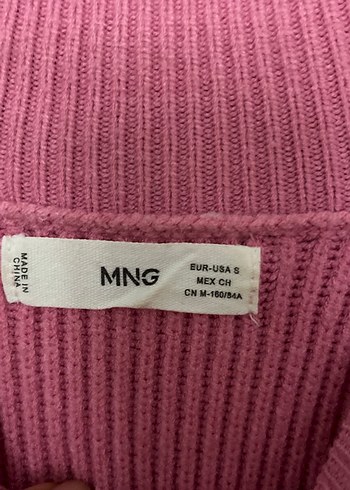 MADE IN
CHINA
MNG
EUR-USA S
MEX CH
CN M-160/84A